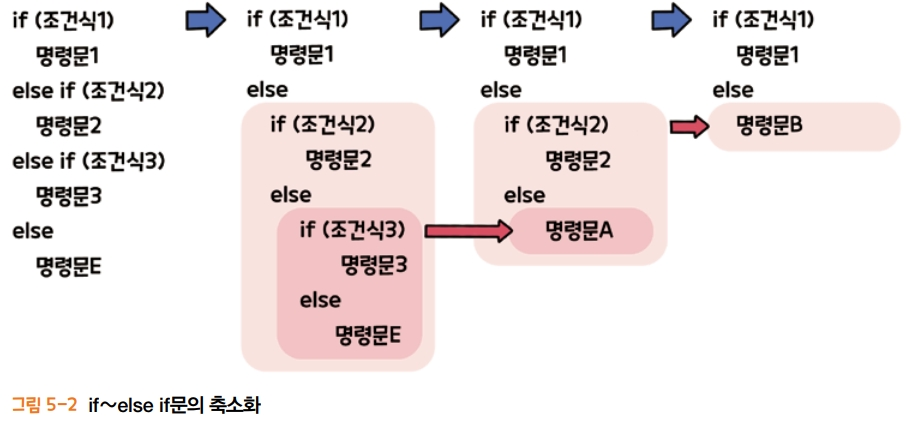 if (조건식1)
명령문1
else if (조건식2)
명령문2
else if (조건식3)
명령문3
else
명령문E
if (조건식1)
명령문1
else
if (조건식2)
명령문2
else
if (조건식3)
명령문3
else
명령문E
if (조건식1)
명령문1
else
if (조건식2)
명령문2
else
명령문A
if (조건식1)
명령문1
else
명령문B
그림 5-2 if~else if문의 축소화